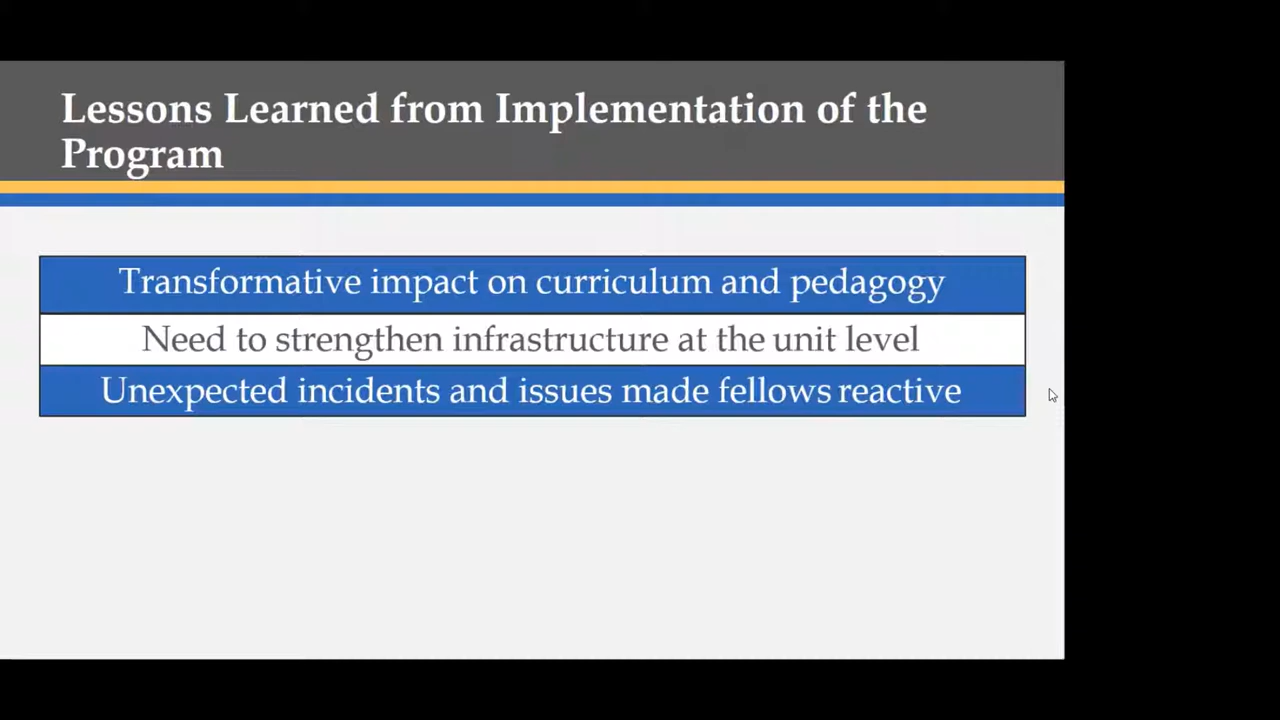 Lessons Learned from Implementation of the
Program
Transformative impact on curriculum and pedagogy
Need to strengthen infrastructure at the unit level
Unexpected incidents and issues made fellows reactive